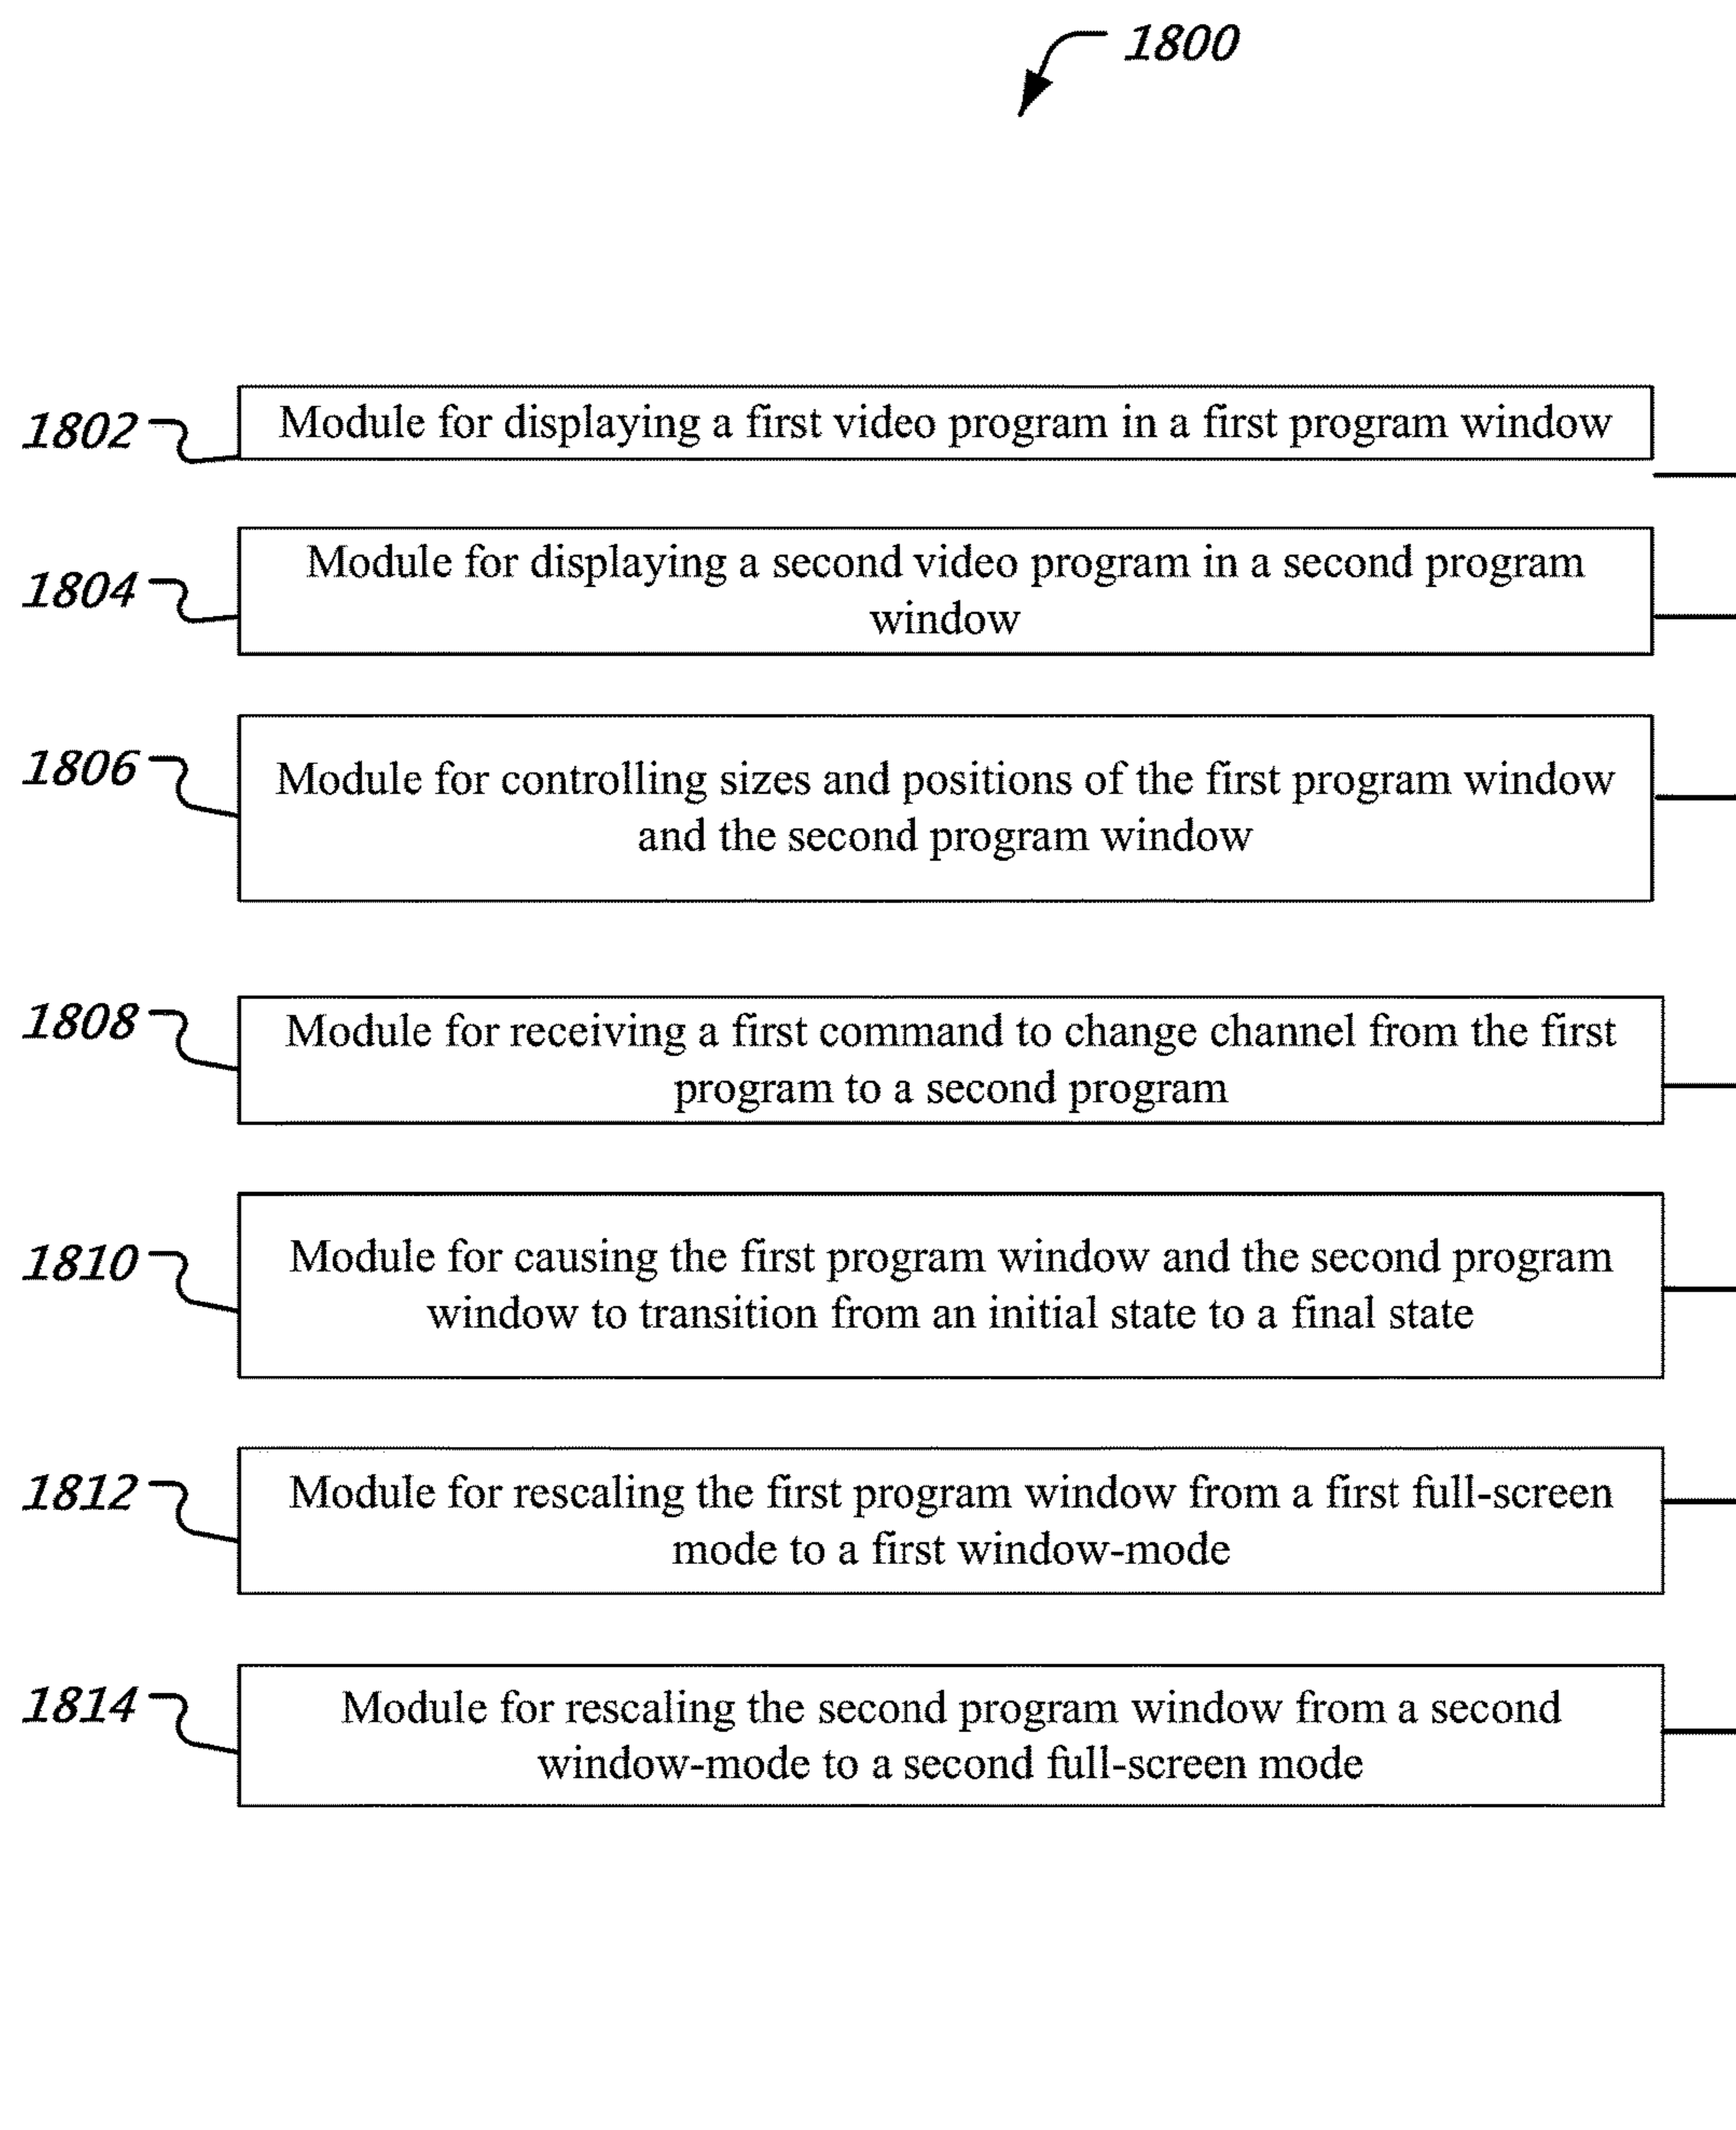 1800
1802
Module for displaying a first video program in a first program window
1804
Module for displaying a second video program in a second program
window
1806
Module for controlling sizes and positions of the first program window
and the second program window
1808
Module for receiving a first command to change channel from the first
program to a second program
1810
Module for causing the first program window and the second program
window to transition from an initial state to a final state
1812
Module for rescaling the first program window from a first full-screen
mode to a first window-mode
1814
Module for rescaling the second program window from a second
window-mode to a second full-screen mode